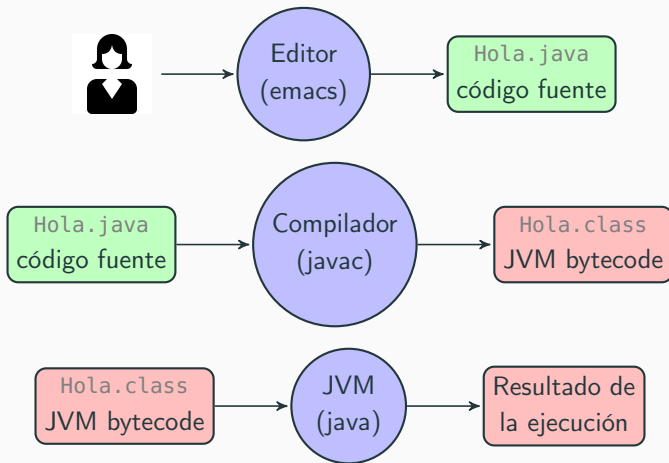 Editor
(emacs)
Hola.java
código fuente
Hola.java
código fuente
Compilador
(javac)
Hola.class
JVM bytecode
Hola.class
JVM bytecode
JVM
(java)
Resultado de
la ejecución